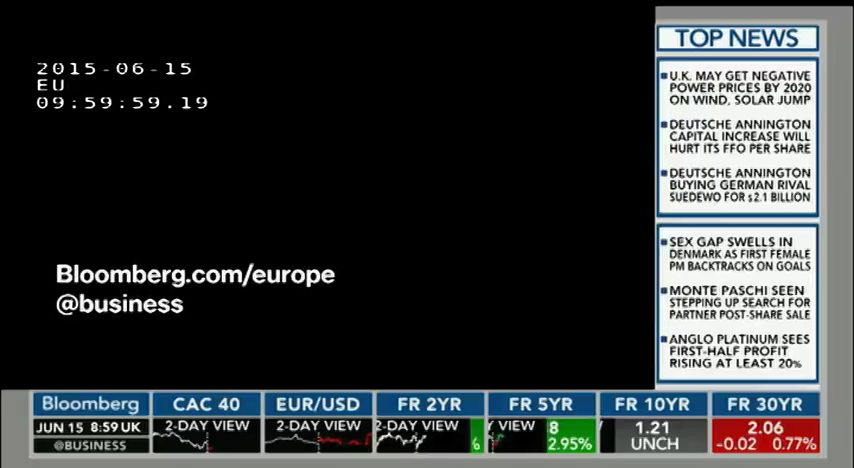 2015-06-15
EU
09:59:59.19
Bloomberg.com/europe
@business
TOP NEWS
U.K. MAY GET NEGATIVE
POWER PRICES BY 2020
ON WIND, SOLAR JUMP
DEUTSCHE ANNINGTON
CAPITAL INCREASE WILL
HURT ITS FFO PER SHARE
DEUTSCHE ANNINGTON
BUYING GERMAN RIVAL
SUEDEWO FOR $2.1 BILLION
SEX GAP SWELLS IN
DENMARK AS FIRST FEMALE
PM BACKTRACKS ON GOALS
MONTE PASCHI SEEN
STEPPING UP SEARCH FOR
PARTNER POST-SHARE SALE
ANGLO PLATINUM SEES
FIRST-HALF PROFIT
RISING AT LEAST 20%
Bloomberg CAC 40 EUR/USD FR 2YR FR 5YR FR 10YR FR 30YR
JUN 15 8:59 UK 2-DAY VIEW 2-DAY VIEW 2-DAY VIEW VIEW 8 1.21 2.06
@BUSINESS % 2.95% UNCH -0.02 0.77%